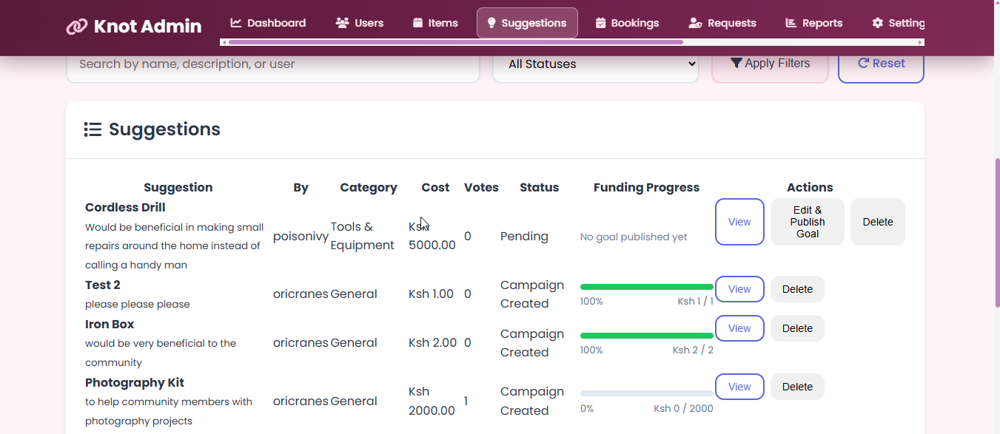 Knot Admin
Dashboard
Users
Items
Suggestions
Bookings
Requests
Reports
Setting
Search by name, description, or user
All Statuses
Apply Filters
Reset
Suggestions
Suggestion By Category Cost Votes Status Funding Progress Actions
Cordless Drill
Would be beneficial in making small
repairs around the home instead of
calling a handy man
poisonivy
Tools &
Equipment
Ksh
5000.00
0
Pending
No goal published yet
View
Edit &
Publish
Goal
Delete
Test 2
please please please
oricranes
General
Ksh 1.00
0
Campaign
Created
100%
Ksh 1 / 1
View
Delete
Iron Box
would be very beneficial to the
community
oricranes
General
Ksh 2.00
0
Campaign
Created
100%
Ksh 2 / 2
View
Delete
Photography Kit
to help community members with
photography projects
oricranes
General
Ksh
2000.00
1
Campaign
Created
0%
Ksh 0 / 2000
View
Delete